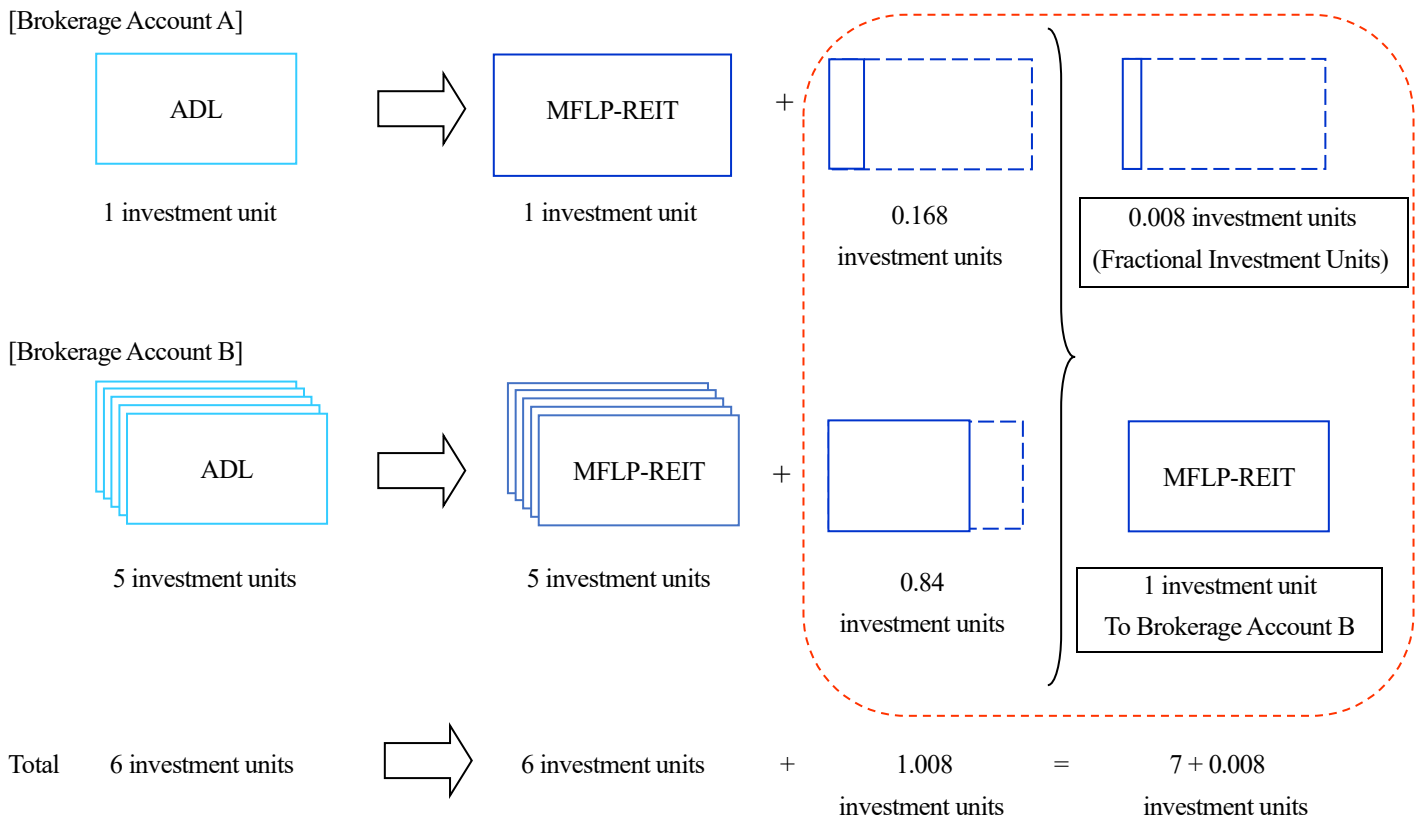 [Brokerage Account A]
ADL
MFLP-REIT
+
1 investment unit
1 investment unit
0.168
investment units
0.008 investment units
(Fractional Investment Units)
[Brokerage Account B]
ADL
MFLP-REIT
+
MFLP-REIT
5 investment units
5 investment units
0.84
investment units
1 investment unit
To Brokerage Account B
Total 6 investment units 6 investment units + 1.008 = 7 + 0.008
investment units investment units